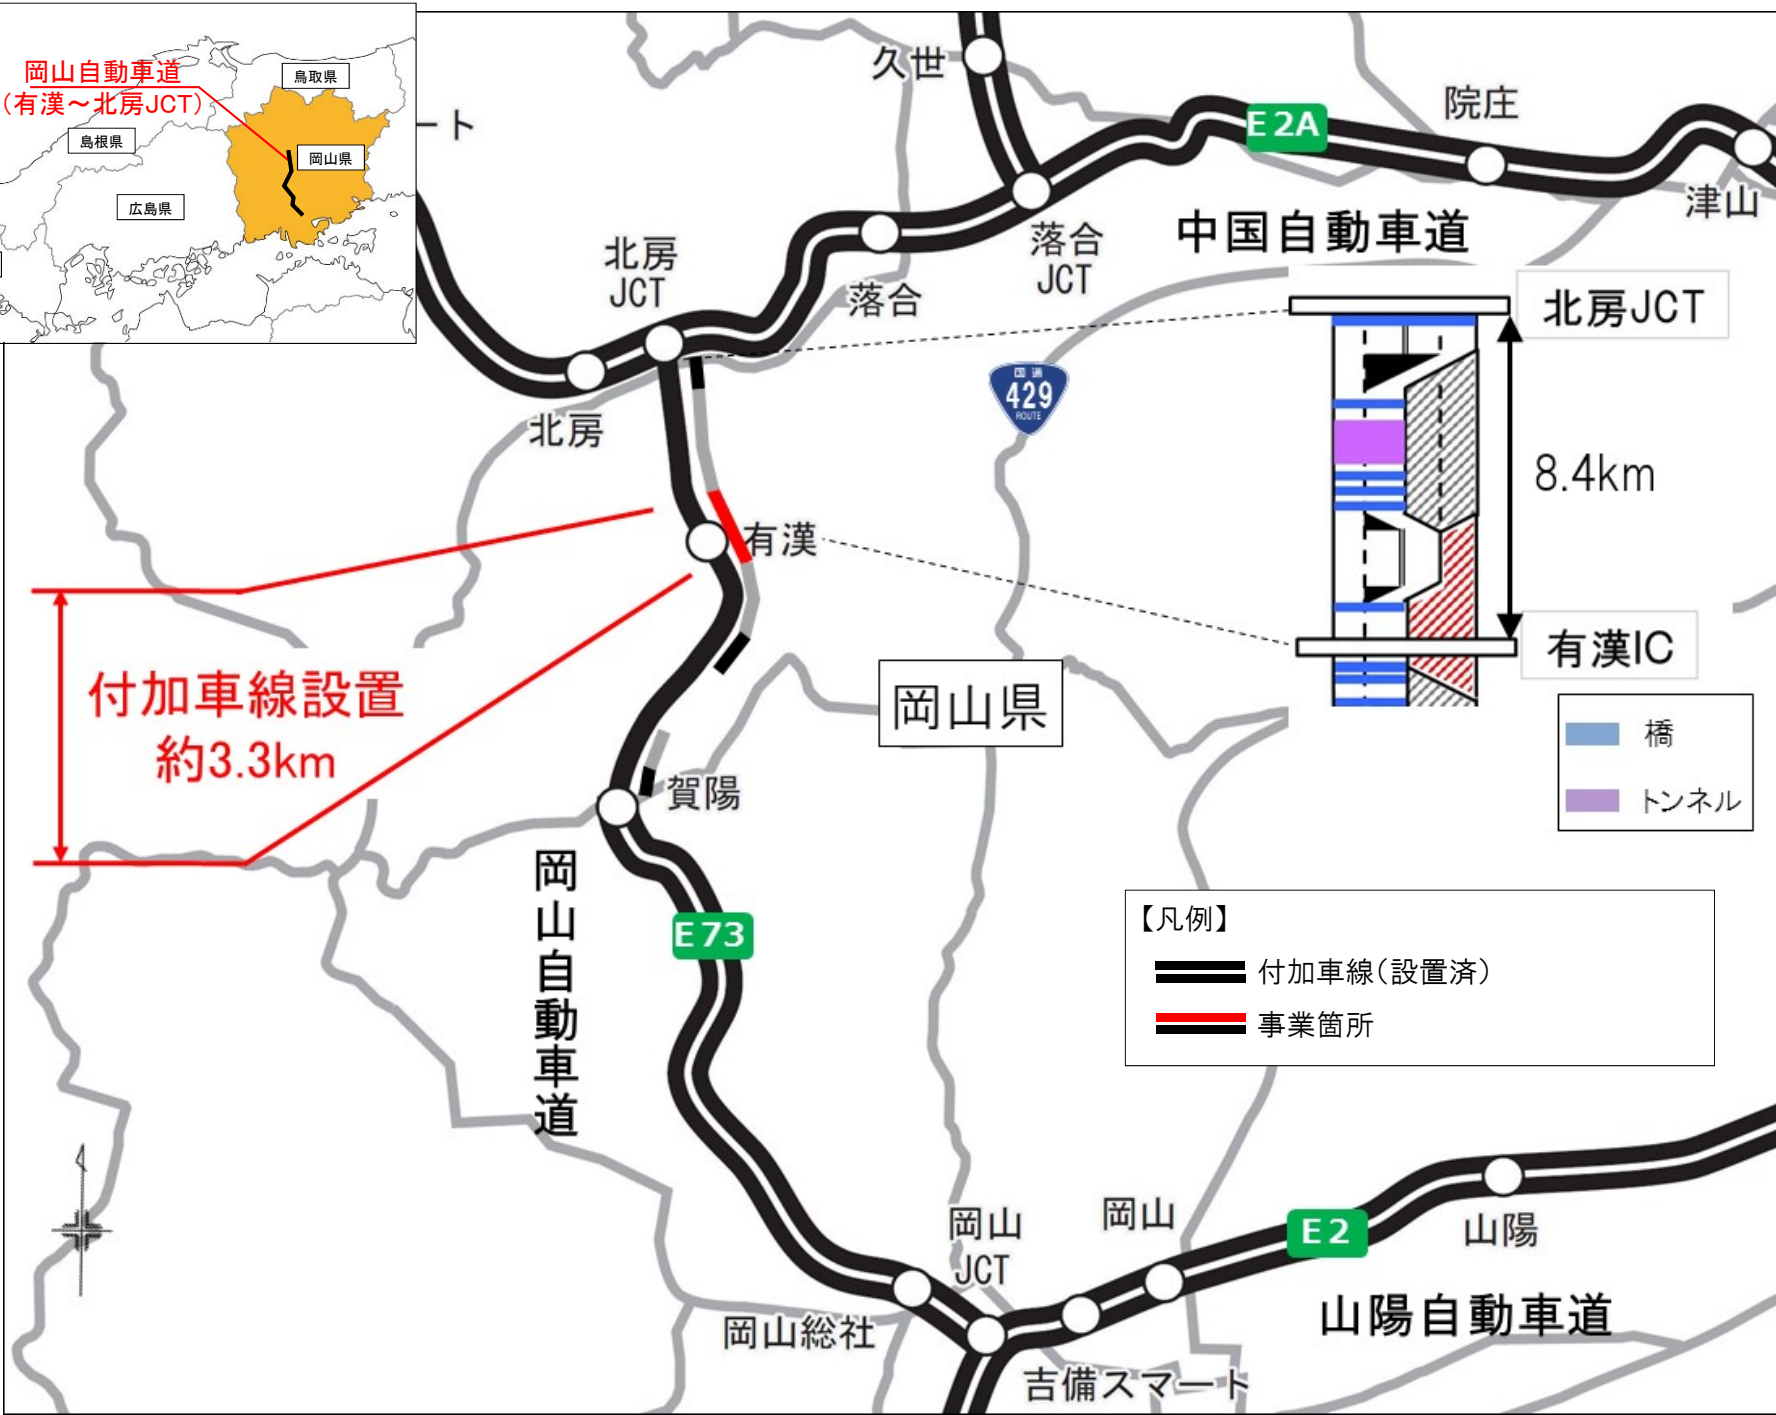 岡山自動車道
（有漢～北房JCT）
鳥取県
島根県
岡山県
広島県
ート
久世
E2A
院庄
津山
中国自動車道
北房
JCT
落合
JCT
落合
北房
国道
429
ROUTE
北房JCT
8.4km
有漢IC
有漢
橋
トンネル
付加車線設置
約3.3km
岡山県
賀陽
岡山自動車道
E73
【凡例】
付加車線（設置済）
事業箇所
岡山
JCT
岡山
E2
山陽
山陽自動車道
岡山総社
吉備スマート